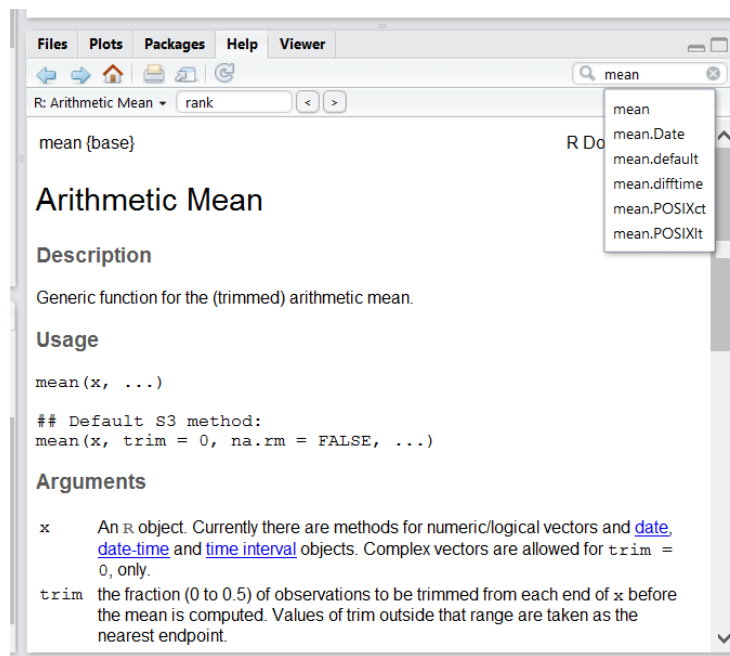 Files Plots Packages Help Viewer
mean
R: Arithmetic Mean rank < >
mean
mean.Date
mean.default
mean.difftime
mean.POSIXct
mean.POSIXlt
mean {base} R Do
Arithmetic Mean
Description
Generic function for the (trimmed) arithmetic mean.
Usage
mean(x, ...)
## Default S3 method:
mean(x, trim = 0, na.rm = FALSE, ...)
Arguments
x An R object. Currently there are methods for numeric/logical vectors and date,
date-time and time interval objects. Complex vectors are allowed for trim =
0, only.
trim the fraction (0 to 0.5) of observations to be trimmed from each end of x before
the mean is computed. Values of trim outside that range are taken as the
nearest endpoint.